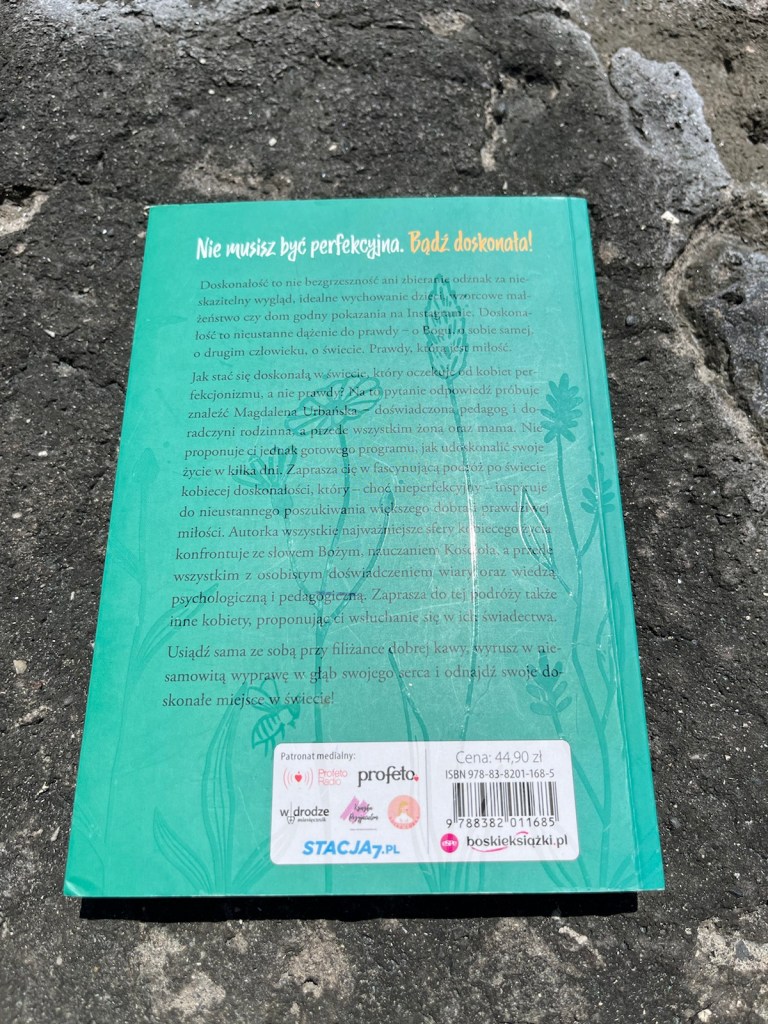 Nie musisz być perfekcyjna. Bądź doskonała!
Doskonałość to nie bezgrzeszność ani zbieranie odznak za nie-
skazitelny wygląd, idealne wychowanie dzieci, wzorcowe mał-
żeństwo czy dom godny pokazania na Instagramie. Doskona-
łość to nieustanne dążenie do prawdy – o Bogu, o sobie samej,
o drugim człowieku, o świecie. Prawdy, która jest miłość.
Jak stać się doskonałą w świecie, który oczekuje od kobiet per-
fekcjonizmu, a nie prawdy? Na to pytanie odpowiedź próbuje
znaleźć Magdalena Urbańska – doświadczona pedagog i do-
radczyni rodzinna, a przede wszystkim żona oraz mama. Nie
proponuje ci jednak gotowego programu, jak udoskonalić swoje
życie w kilka dni. Zaprasza cię w fascynującą podróż po świecie
kobiecej doskonałości, który – choć nieperfekcyjny – inspiruje
do nieustannego poszukiwania większego dobra i prawdziwej
miłości. Autorka wszystkie najważniejsze sfery kobiecego życia
konfrontuje ze słowem Bożym, nauczaniem Kościoła, a przede
wszystkim z osobistym doświadczeniem wiary oraz wiedzą
psychologiczną i pedagogiczną. Zaprasza do tej podróży także
inne kobiety, proponując ci wsłuchanie się w ich świadectwa.
Usiądź sama ze sobą przy filiżance dobrej kawy, wyrusz w nie-
samowitą wyprawę w głąb swojego serca i odnajdź swoje do-
skonałe miejsce w świecie!
Patronat medialny:
Profeto Radio
profeto.
w drodze
miesięcznik
STACJA7.PL
Cena: 44,90 zł
ISBN 978-83-8201-168-5
9 788382 011685
eSPe
boskieksiążki.pl